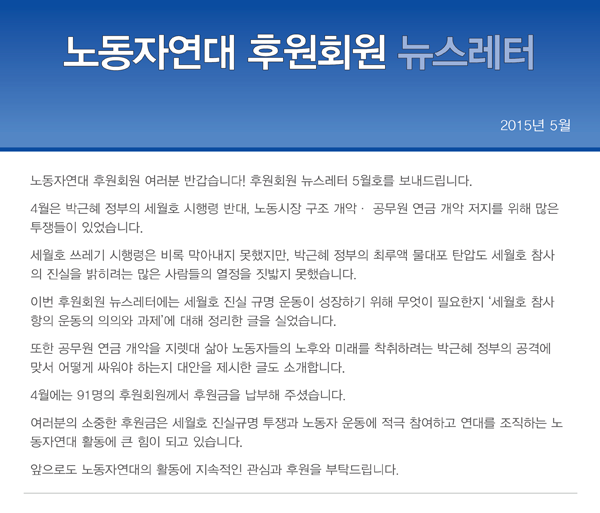 노동자연대 후원회원 뉴스레터
2015년 5월
노동자연대 후원회원 여러분 반갑습니다! 후원회원 뉴스레터 5월호를 보내드립니다.
4월은 박근혜 정부의 세월호 시행령 반대, 노동시장 구조 개악 · 공무원 연금 개악 저지를 위해 많은
투쟁들이 있었습니다.
세월호 쓰레기 시행령은 비록 막아내지 못했지만, 박근혜 정부의 최루액 물대포 탄압도 세월호 참사
의 진실을 밝히려는 많은 사람들의 열정을 짓밟지 못했습니다.
이번 후원회원 뉴스레터에는 세월호 진실 규명 운동이 성장하기 위해 무엇이 필요한지 ‘세월호 참사
항의 운동의 의의와 과제’에 대해 정리한 글을 실었습니다.
또한 공무원 연금 개악을 지렛대 삶아 노동자들의 노후와 미래를 착취하려는 박근혜 정부의 공격에
맞서 어떻게 싸워야 하는지 대안을 제시한 글도 소개합니다.
4월에는 91명의 후원회원께서 후원금을 납부해 주셨습니다.
여러분의 소중한 후원금은 세월호 진실규명 투쟁과 노동자 운동에 적극 참여하고 연대를 조직하는 노
동자연대 활동에 큰 힘이 되고 있습니다.
앞으로도 노동자연대의 활동에 지속적인 관심과 후원을 부탁드립니다.